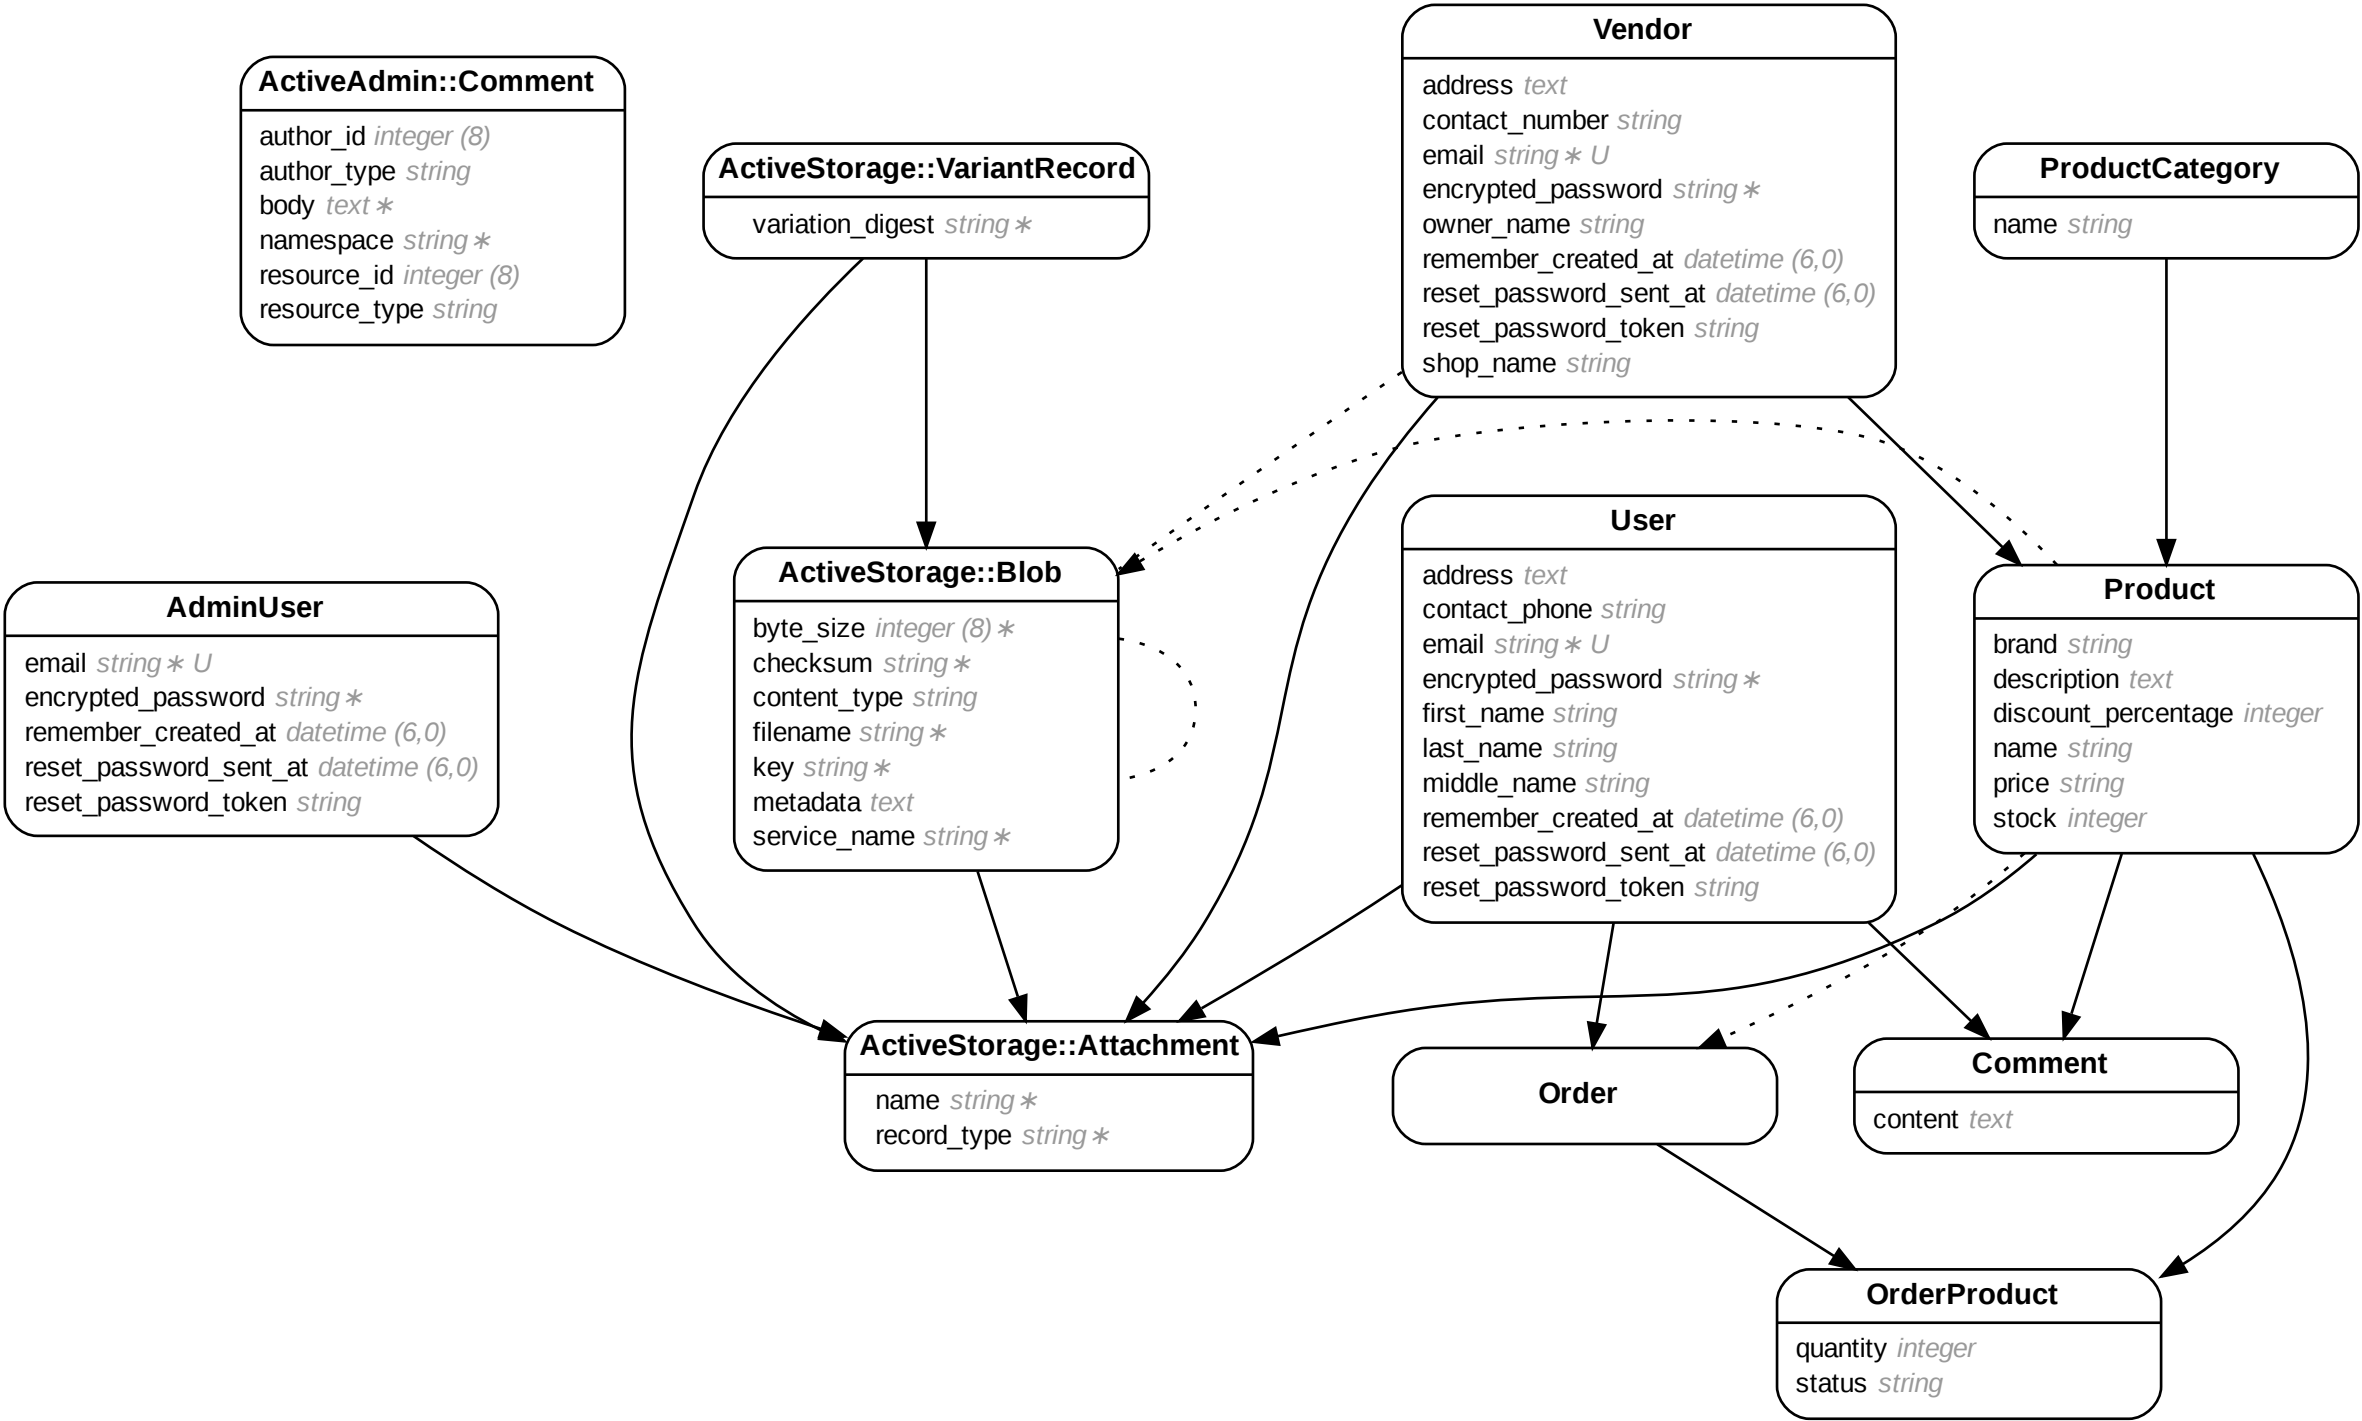 Vendor
address text
contact_number string
email string∗ U
encrypted_password string∗
owner_name string
remember_created_at datetime (6,0)
reset_password_sent_at datetime (6,0)
reset_password_token string
shop_name string
ActiveAdmin::Comment
author_id integer (8)
author_type string
body text∗
namespace string∗
resource_id integer (8)
resource_type string
ActiveStorage::VariantRecord
variation_digest string∗
ProductCategory
name string
User
address text
contact_phone string
email string∗ U
encrypted_password string∗
first_name string
last_name string
middle_name string
remember_created_at datetime (6,0)
reset_password_sent_at datetime (6,0)
reset_password_token string
ActiveStorage::Blob
byte_size integer (8)∗
checksum string∗
content_type string
filename string∗
key string∗
metadata text
service_name string∗
AdminUser
email string∗ U
encrypted_password string∗
remember_created_at datetime (6,0)
reset_password_sent_at datetime (6,0)
reset_password_token string
Product
brand string
description text
discount_percentage integer
name string
price string
stock integer
ActiveStorage::Attachment
name string∗
record_type string∗
Order
Comment
content text
OrderProduct
quantity integer
status string